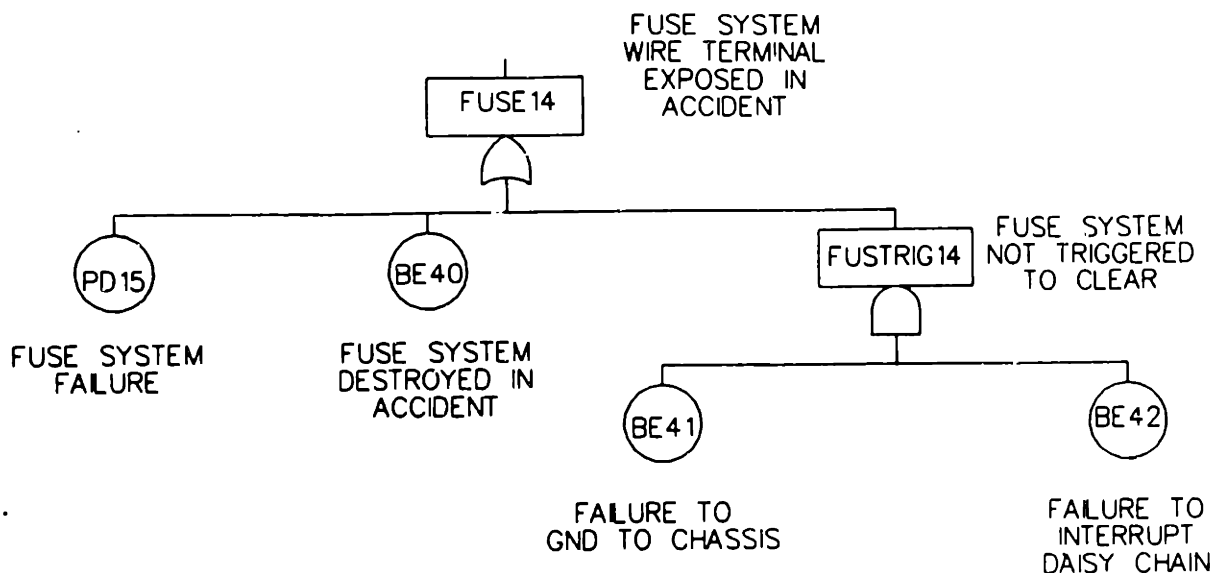 FUSE SYSTEM
WIRE TERMINAL
EXPOSED IN
ACCIDENT
FUSE14
PD15
FUSE SYSTEM
FAILURE
BE40
FUSE SYSTEM
DESTROYED IN
ACCIDENT
FUSTRIG14
FUSE SYSTEM
NOT TRIGGERED
TO CLEAR
BE41
FAILURE TO
GND TO CHASSIS
BE42
FAILURE TO
INTERRUPT
DAISY CHAIN